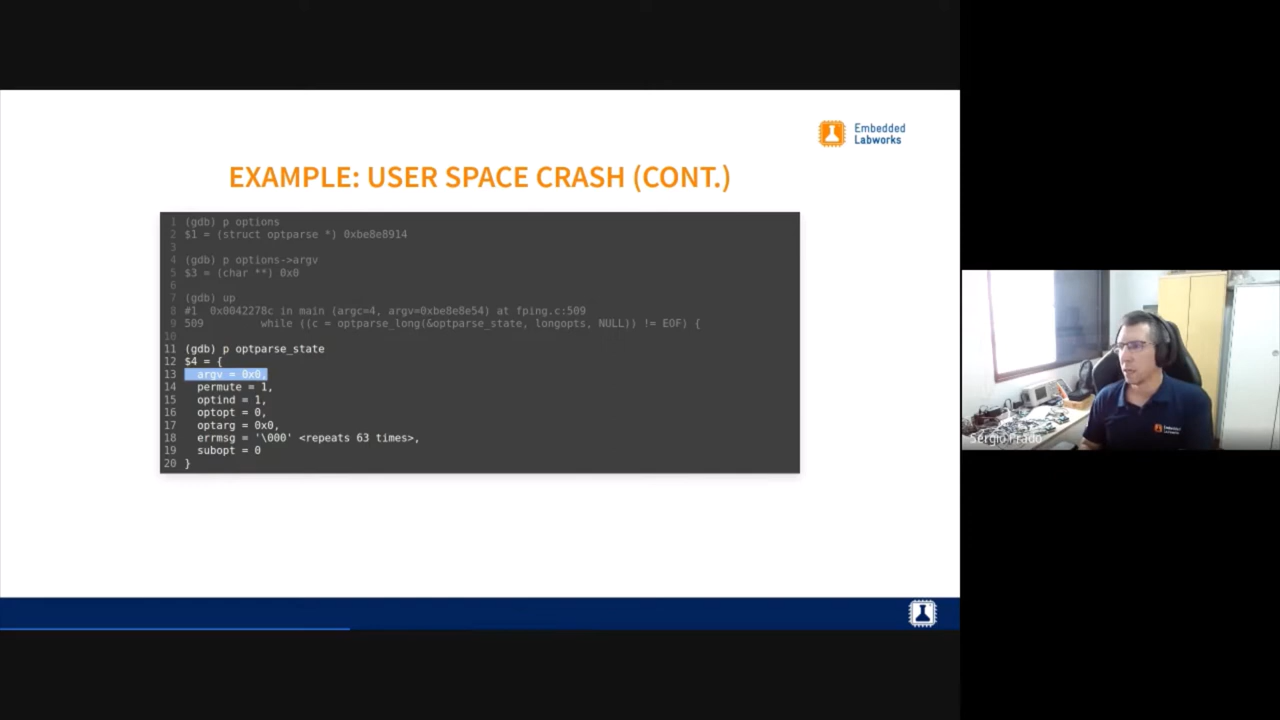 Embedded
Labworks
EXAMPLE: USER SPACE CRASH (CONT.)
1 (gdb) p options
2 $1 = (struct optparse *) 0xbe8e8914
3
4 (gdb) p options->argv
5 $3 = (char **) 0x0
6
7 (gdb) up
8 #1 0x0042278c in main (argc=4, argv=0xbe8e8e54) at fping.c:509
9 509 while ((c = optparse_long(&optparse_state, longopts, NULL)) != EOF) {
10
11 (gdb) p optparse_state
12 $4 = {
13 argv = 0x0,
14 permute = 1,
15 optind = 1,
16 optopt = 0,
17 optarg = 0x0,
18 errmsg = '\000' <repeats 63 times>,
19 subopt = 0
20 }
Sergio Prado
Embedded